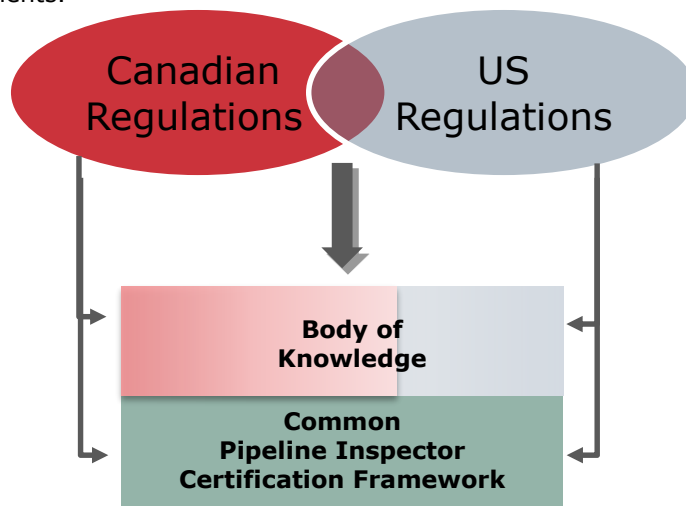 Canadian
Regulations
US
Regulations
Body of
Knowledge
Common
Pipeline Inspector
Certification Framework